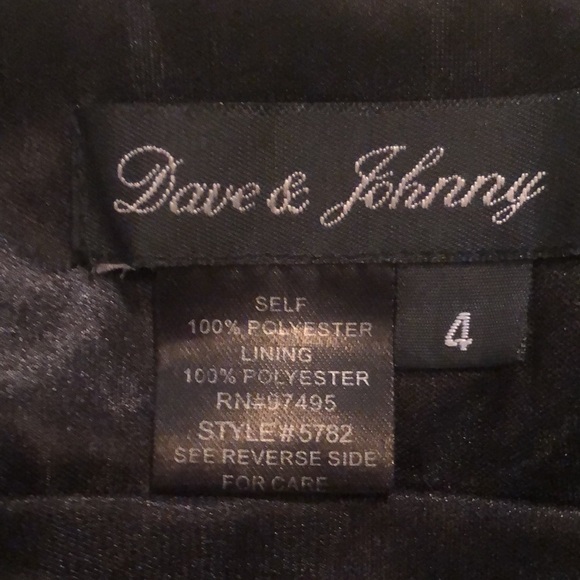 Dave & Johnny
4
SELF
100% POLYESTER
LINING
100% POLYESTER
RN#97495
STYLE#5782
SEE REVERSE SIDE
FOR CARE